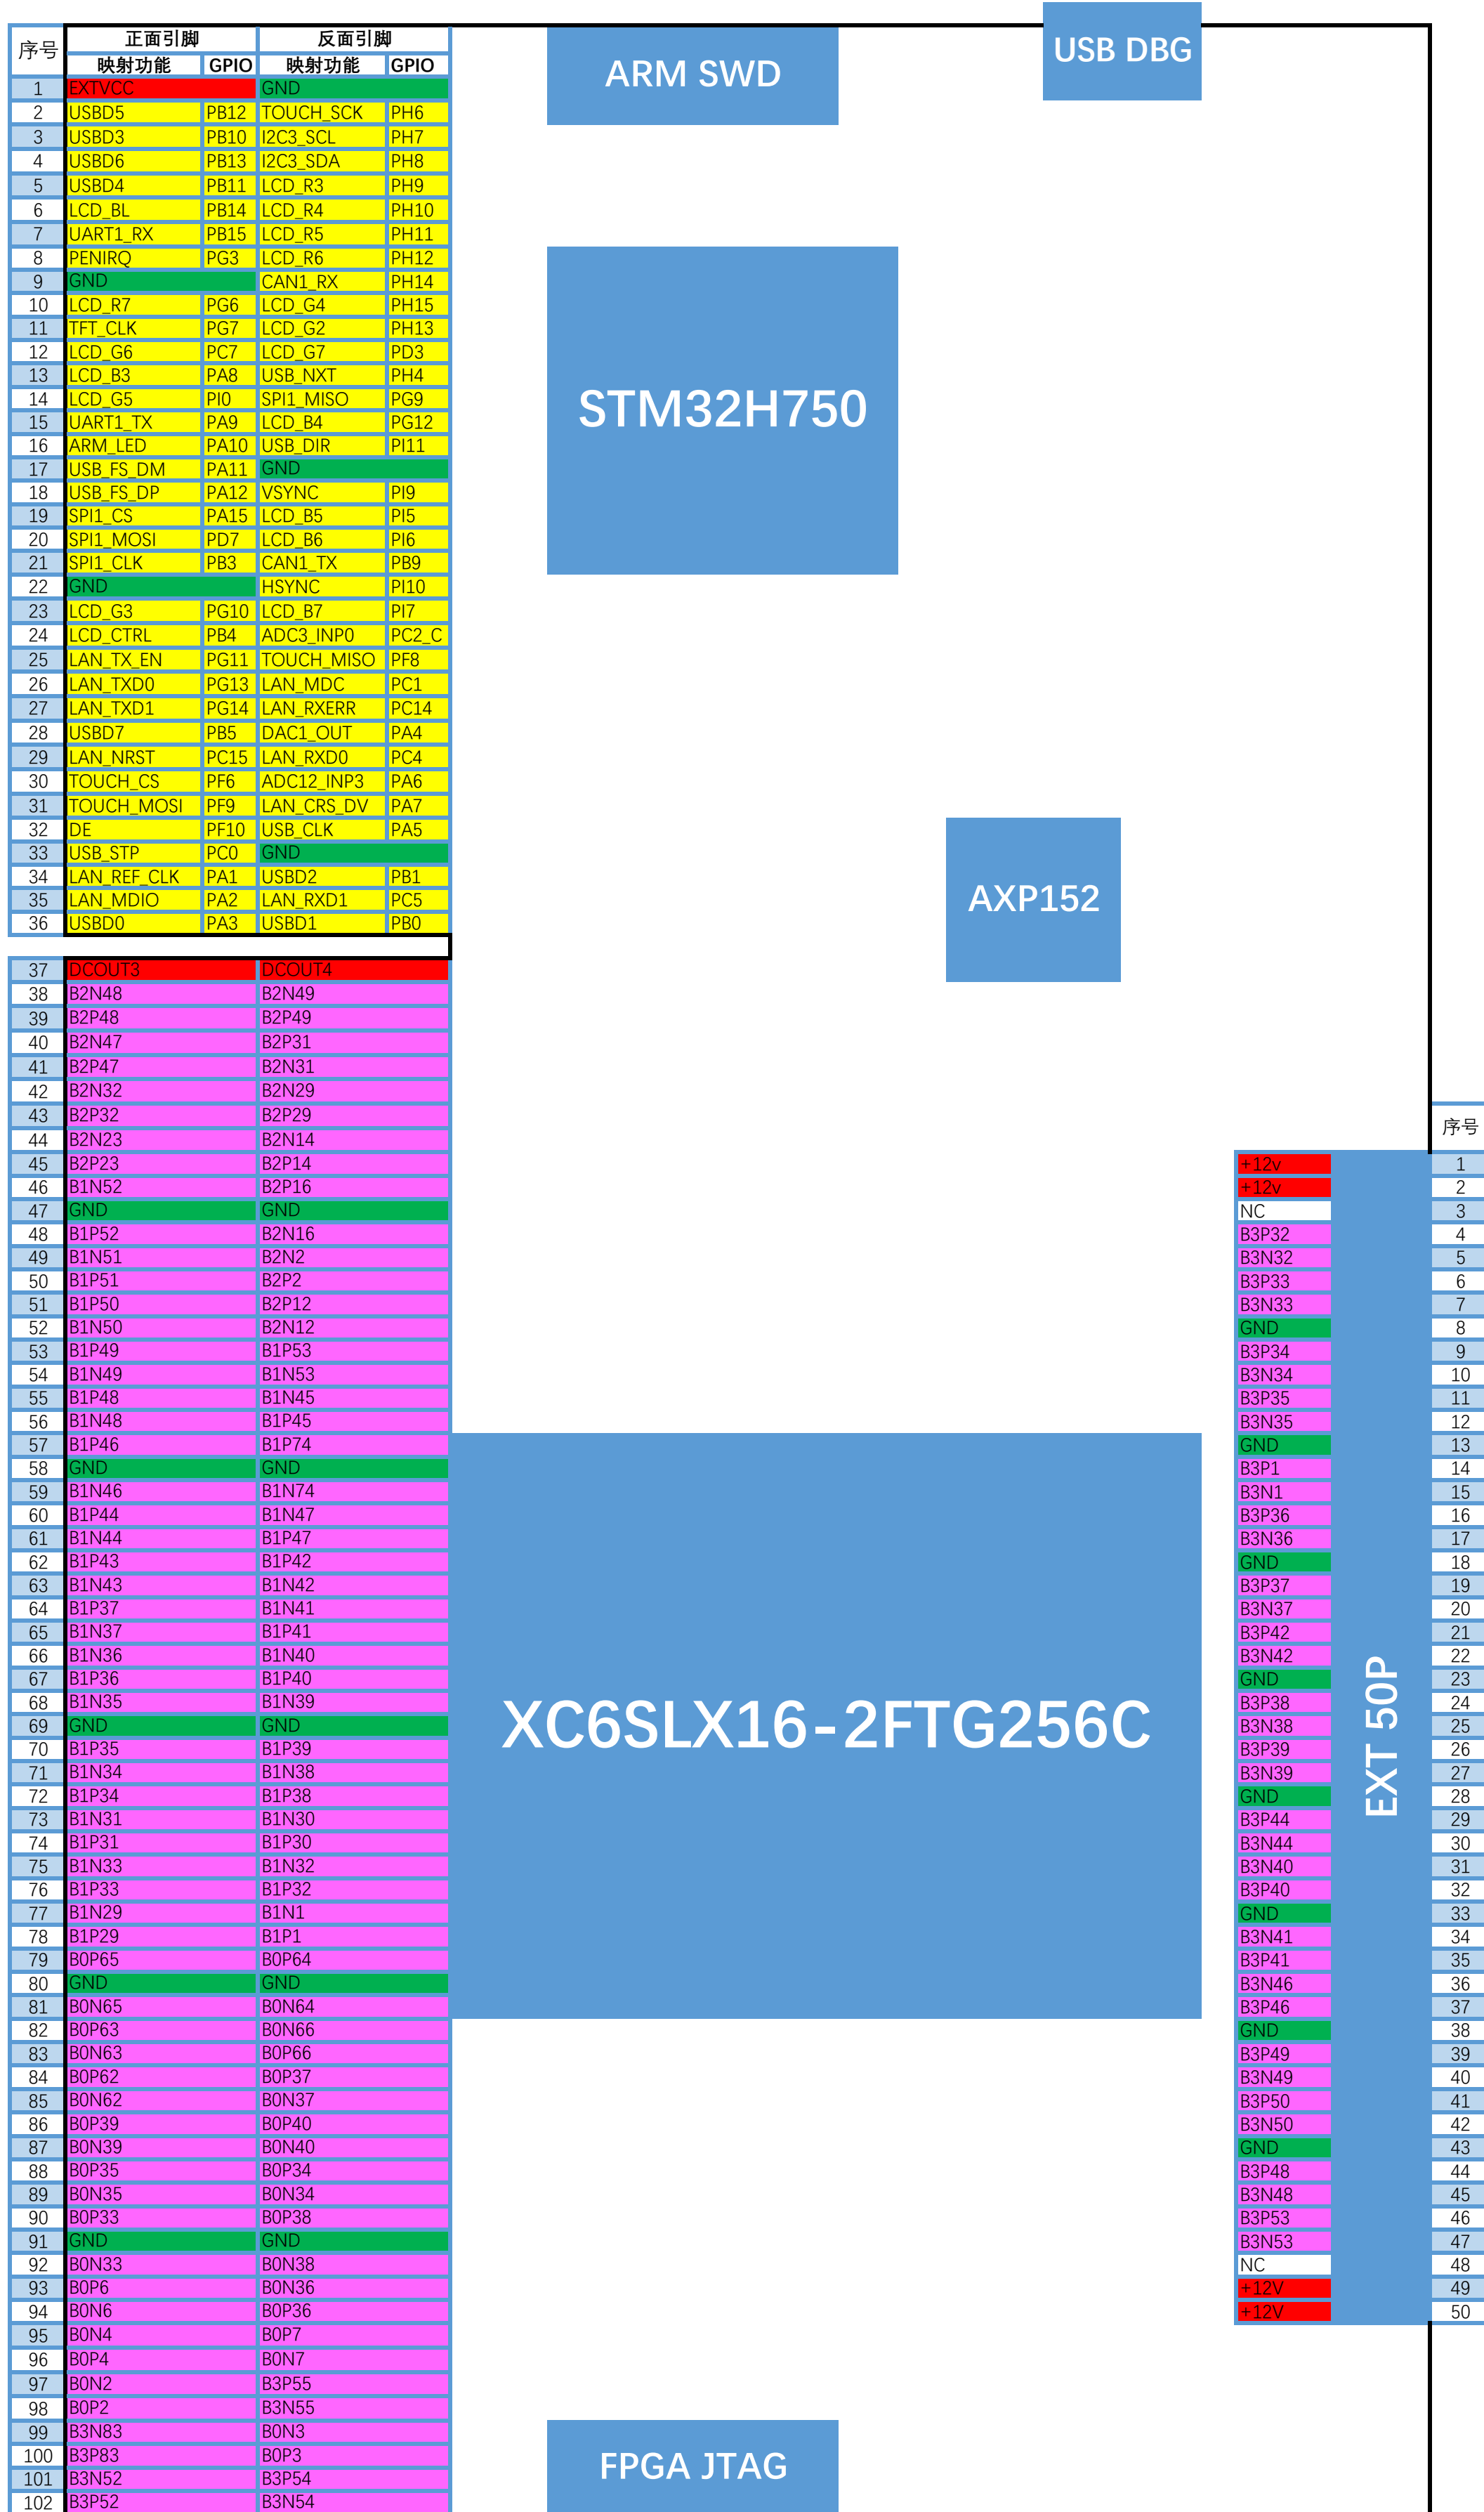 序号 正面引脚 反面引脚
映射功能 GPIO 映射功能 GPIO
1 EXTVCC GND
2 USBD5 PB12 TOUCH_SCK PH6
3 USBD3 PB10 I2C3_SCL PH7
4 USBD6 PB13 I2C3_SDA PH8
5 USBD4 PB11 LCD_R3 PH9
6 LCD_BL PB14 LCD_R4 PH10
7 UART1_RX PB15 LCD_R5 PH11
8 PENIRQ PG3 LCD_R6 PH12
9 GND CAN1_RX PH14
10 LCD_R7 PG6 LCD_G4 PH15
11 TFT_CLK PG7 LCD_G2 PH13
12 LCD_G6 PC7 LCD_G7 PD3
13 LCD_B3 PA8 USB_NXT PH4
14 LCD_G5 PI0 SPI1_MISO PG9
15 UART1_TX PA9 LCD_B4 PG12
16 ARM_LED PA10 USB_DIR PI11
17 USB_FS_DM PA11 GND
18 USB_FS_DP PA12 VSYNC PI9
19 SPI1_CS PA15 LCD_B5 PI5
20 SPI1_MOSI PD7 LCD_B6 PI6
21 SPI1_CLK PB3 CAN1_TX PB9
22 GND HSYNC PI10
23 LCD_G3 PG10 LCD_B7 PI7
24 LCD_CTRL PB4 ADC3_INP0 PC2_C
25 LAN_TX_EN PG11 TOUCH_MISO PF8
26 LAN_TXD0 PG13 LAN_MDC PC1
27 LAN_TXD1 PG14 LAN_RXERR PC14
28 USBD7 PB5 DAC1_OUT PA4
29 LAN_NRST PC15 LAN_RXD0 PC4
30 TOUCH_CS PF6 ADC12_INP3 PA6
31 TOUCH_MOSI PF9 LAN_CRS_DV PA7
32 DE PF10 USB_CLK PA5
33 USB_STP PC0 GND
34 LAN_REF_CLK PA1 USBD2 PB1
35 LAN_MDIO PA2 LAN_RXD1 PC5
36 USBD0 PA3 USBD1 PB0
37 DCOUT3 DCOUT4
38 B2N48 B2N49
39 B2P48 B2P49
40 B2N47 B2P31
41 B2P47 B2N31
42 B2N32 B2N29
43 B2P32 B2P29
44 B2N23 B2N14
45 B2P23 B2P14
46 B1N52 B2P16
47 GND GND
48 B1P52 B2N16
49 B1N51 B2N2
50 B1P51 B2P2
51 B1P50 B2P12
52 B1N50 B2N12
53 B1P49 B1P53
54 B1N49 B1N53
55 B1P48 B1N45
56 B1N48 B1P45
57 B1P46 B1P74
58 GND GND
59 B1N46 B1N74
60 B1P44 B1N47
61 B1N44 B1P47
62 B1P43 B1P42
63 B1N43 B1N42
64 B1P37 B1N41
65 B1N37 B1P41
66 B1N36 B1N40
67 B1P36 B1P40
68 B1N35 B1N39
69 GND GND
70 B1P35 B1P39
71 B1N34 B1N38
72 B1P34 B1P38
73 B1N31 B1N30
74 B1P31 B1P30
75 B1N33 B1N32
76 B1P33 B1P32
77 B1N29 B1N1
78 B1P29 B1P1
79 B0P65 B0P64
80 GND GND
81 B0N65 B0N64
82 B0P63 B0N66
83 B0N63 B0P66
84 B0P62 B0P37
85 B0N62 B0N37
86 B0P39 B0P40
87 B0N39 B0N40
88 B0P35 B0P34
89 B0N35 B0N34
90 B0P33 B0P38
91 GND GND
92 B0N33 B0N38
93 B0P6 B0N36
94 B0N6 B0P36
95 B0N4 B0P7
96 B0P4 B0N7
97 B0N2 B3P55
98 B0P2 B3N55
99 B3N83 B0N3
100 B3P83 B0P3
101 B3N52 B3P54
102 B3P52 B3N54
ARM SWD
USB DBG
STM32H750
AXP152
XC6SLX16-2FTG256C
FPGA JTAG
EXT 50P
序号
+12v 1
+12v 2
NC 3
B3P32 4
B3N32 5
B3P33 6
B3N33 7
GND 8
B3P34 9
B3N34 10
B3P35 11
B3N35 12
GND 13
B3P1 14
B3N1 15
B3P36 16
B3N36 17
GND 18
B3P37 19
B3N37 20
B3P42 21
B3N42 22
GND 23
B3P38 24
B3N38 25
B3P39 26
B3N39 27
GND 28
B3P44 29
B3N44 30
B3N40 31
B3P40 32
GND 33
B3N41 34
B3P41 35
B3N46 36
B3P46 37
GND 38
B3P49 39
B3N49 40
B3P50 41
B3N50 42
GND 43
B3P48 44
B3N48 45
B3P53 46
B3N53 47
NC 48
+12V 49
+12V 50